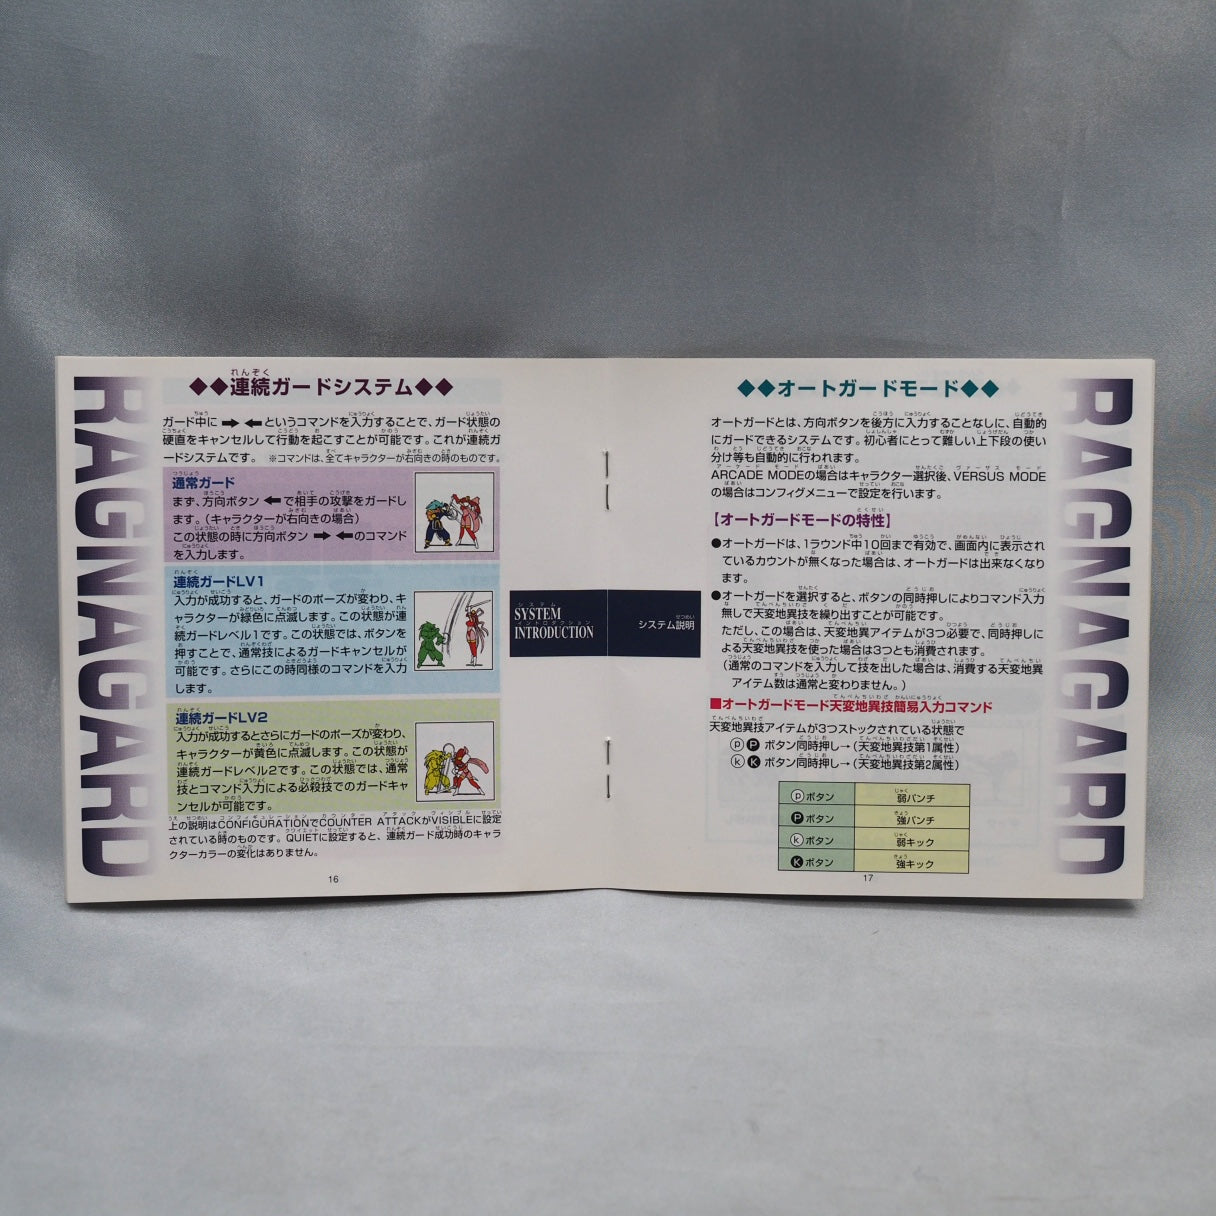 RAGNAGARD
◆◆連続ガードシステム◆◆
ガード中に ➡ ⬅ というコマンドを入力することで、ガード状態の
硬直をキャンセルして行動を起こすことが可能です。これが連続ガ
ードシステムです。 ※コマンドは、全てキャラクターが右向きの時のものです。
通常ガード
まず、方向ボタン ⬅ で相手の攻撃をガードし
ます。(キャラクターが右向きの場合)
この状態の時に方向ボタン ➡ ⬅ のコマンド
を入力します。
連続ガードLV1
入力が成功すると、ガードのポーズが変わり、キ
ャラクターが緑色に点滅します。この状態が連
続ガードレベル1です。この状態では、ボタンを
押すことで、通常技によるガードキャンセルが
可能です。さらにこの時同様のコマンドを入力
します。
連続ガードLV2
入力が成功するとさらにガードのポーズが変わり、
キャラクターが黄色に点滅します。この状態が
連続ガードレベル2です。この状態では、通常
技とコマンド入力による必殺技でのガードキャ
ンセルが可能です。
上の説明はCONFIGURATIONでCOUNTER ATTACKがVISIBLEに設定
されている時のものです。QUIETに設定すると、連続ガード成功時のキャラ
クターカラーの変化はありません。
16
SYSTEM
INTRODUCTION
システム説明
◆◆オートガードモード◆◆
オートガードとは、方向ボタンを後方に入力することなしに、自動的
にガードできるシステムです。初心者にとって難しい上下段の使い
分け等も自動的に行われます。
ARCADE MODEの場合はキャラクター選択後、VERSUS MODE
の場合はコンフィグメニューで設定を行います。
【オートガードモードの特性】
●オートガードは、1ラウンド中10回まで有効で、画面内に表示され
ているカウントが無くなった場合は、オートガードは出来なくなり
ます。
●オートガードを選択すると、ボタンの同時押しによりコマンド入力
無しで天変地異技を繰り出すことが可能です。
ただし、この場合は、天変地異アイテムが3つ必要で、同時押しに
よる天変地異技を使った場合は3つとも消費されます。
(通常のコマンドを入力して技を出した場合は、消費する天変地異
アイテム数は通常と変わりません。)
■オートガードモード天変地異技簡易入力コマンド
天変地異技アイテムが3つストックされている状態で
ⓟ🅟 ボタン同時押し→(天変地異技第1属性)
ⓚ🅚 ボタン同時押し→(天変地異技第2属性)
ⓟボタン 弱パンチ
🅟ボタン 強パンチ
ⓚボタン 弱キック
🅚ボタン 強キック
17
RAGNAGARD